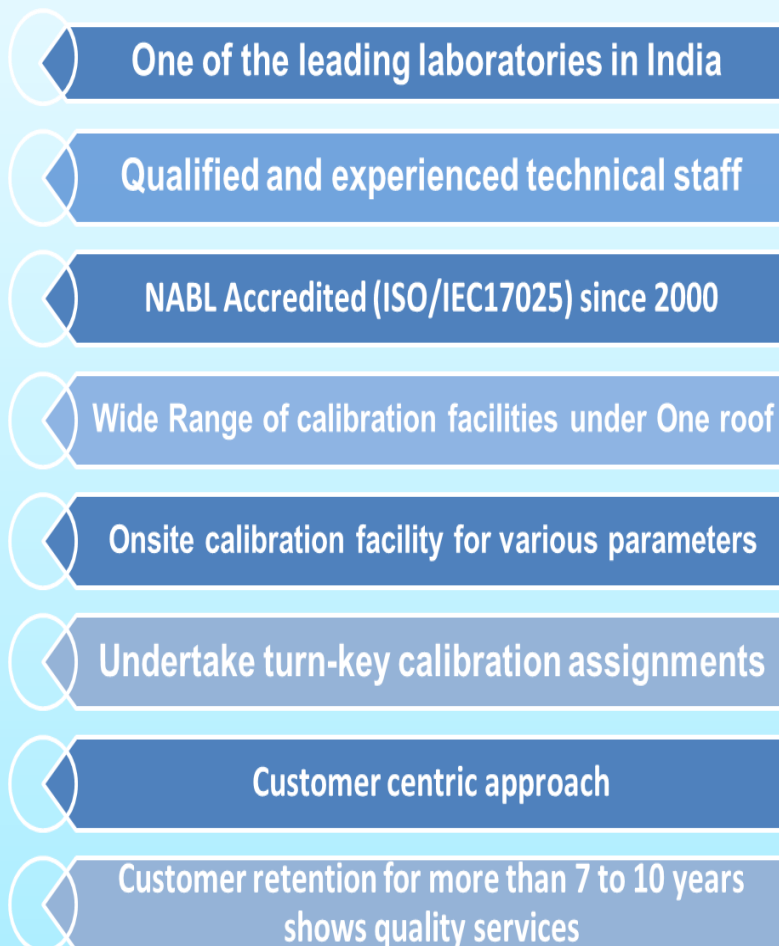 One of the leading laboratories in India
Qualified and experienced technical staff
NABL Accredited (ISO/IEC17025) since 2000
Wide Range of calibration facilities under One roof
Onsite calibration facility for various parameters
Undertake turn-key calibration assignments
Customer centric approach
Customer retention for more than 7 to 10 years
shows quality services